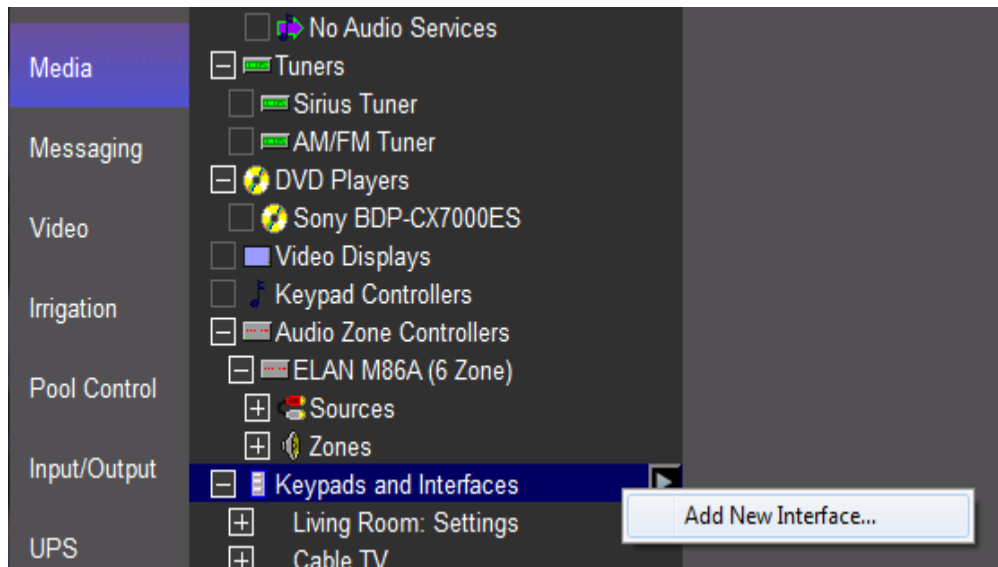 Media
Messaging
Video
Irrigation
Pool Control
Input/Output
UPS
No Audio Services
Tuners
Sirius Tuner
AM/FM Tuner
DVD Players
Sony BDP-CX7000ES
Video Displays
Keypad Controllers
Audio Zone Controllers
ELAN M86A (6 Zone)
Sources
Zones
Keypads and Interfaces
Living Room: Settings
Cable TV
Add New Interface...